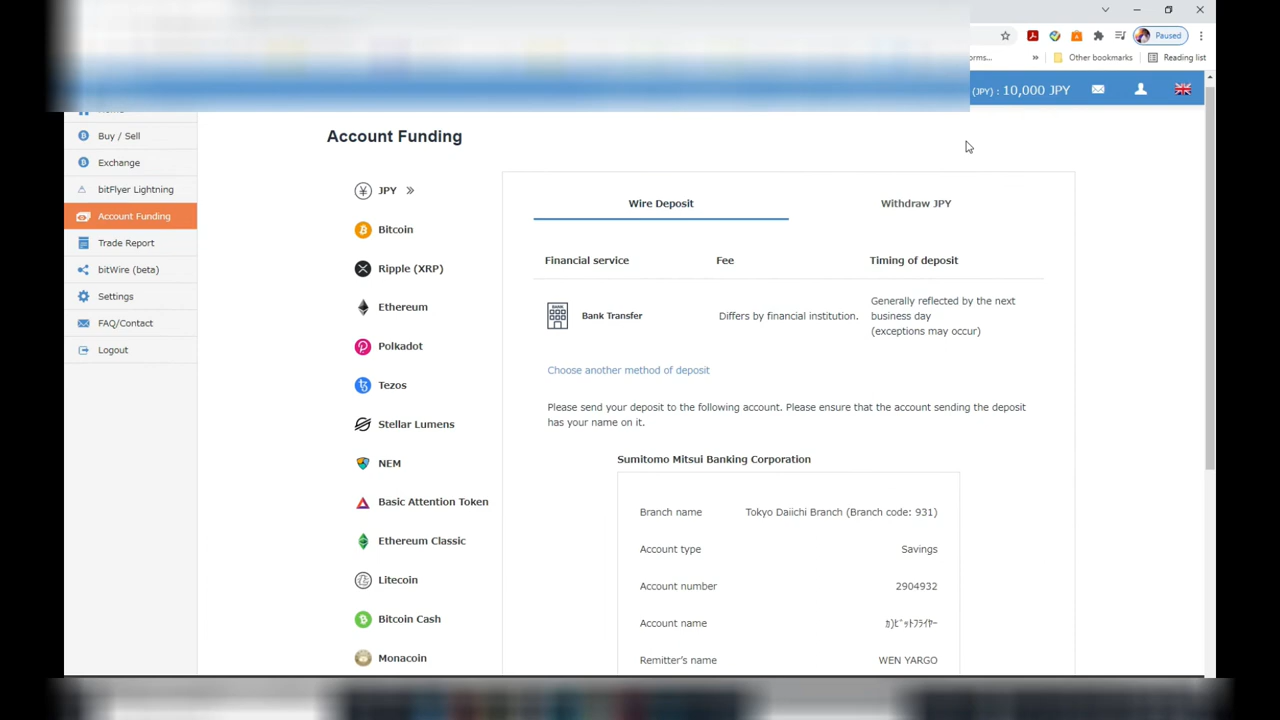 Paused
orms... » Other bookmarks Reading list
(JPY) : 10,000 JPY
Buy / Sell
Exchange
bitFlyer Lightning
Account Funding
Trade Report
bitWire (beta)
Settings
FAQ/Contact
Logout
Account Funding
JPY »
Bitcoin
Ripple (XRP)
Ethereum
Polkadot
Tezos
Stellar Lumens
NEM
Basic Attention Token
Ethereum Classic
Litecoin
Bitcoin Cash
Monacoin
Wire Deposit Withdraw JPY
Financial service Fee Timing of deposit
BANK
Bank Transfer Differs by financial institution. Generally reflected by the next
business day
(exceptions may occur)
Choose another method of deposit
Please send your deposit to the following account. Please ensure that the account sending the deposit
has your name on it.
Sumitomo Mitsui Banking Corporation
Branch name Tokyo Daiichi Branch (Branch code: 931)
Account type Savings
Account number 2904932
Account name ｶ)ﾋﾞｯﾄﾌﾗｲﾔｰ
Remitter's name WEN YARGO